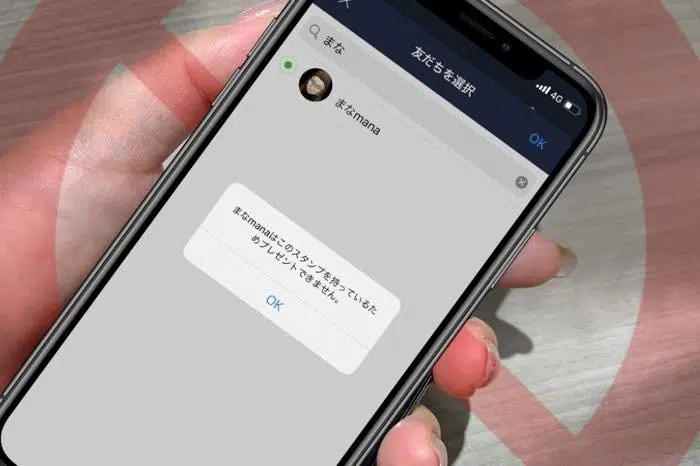 4G
友だちを選択
OK
まな
まなmana
まなmanaはこのスタンプを持っているた
めプレゼントできません。
OK